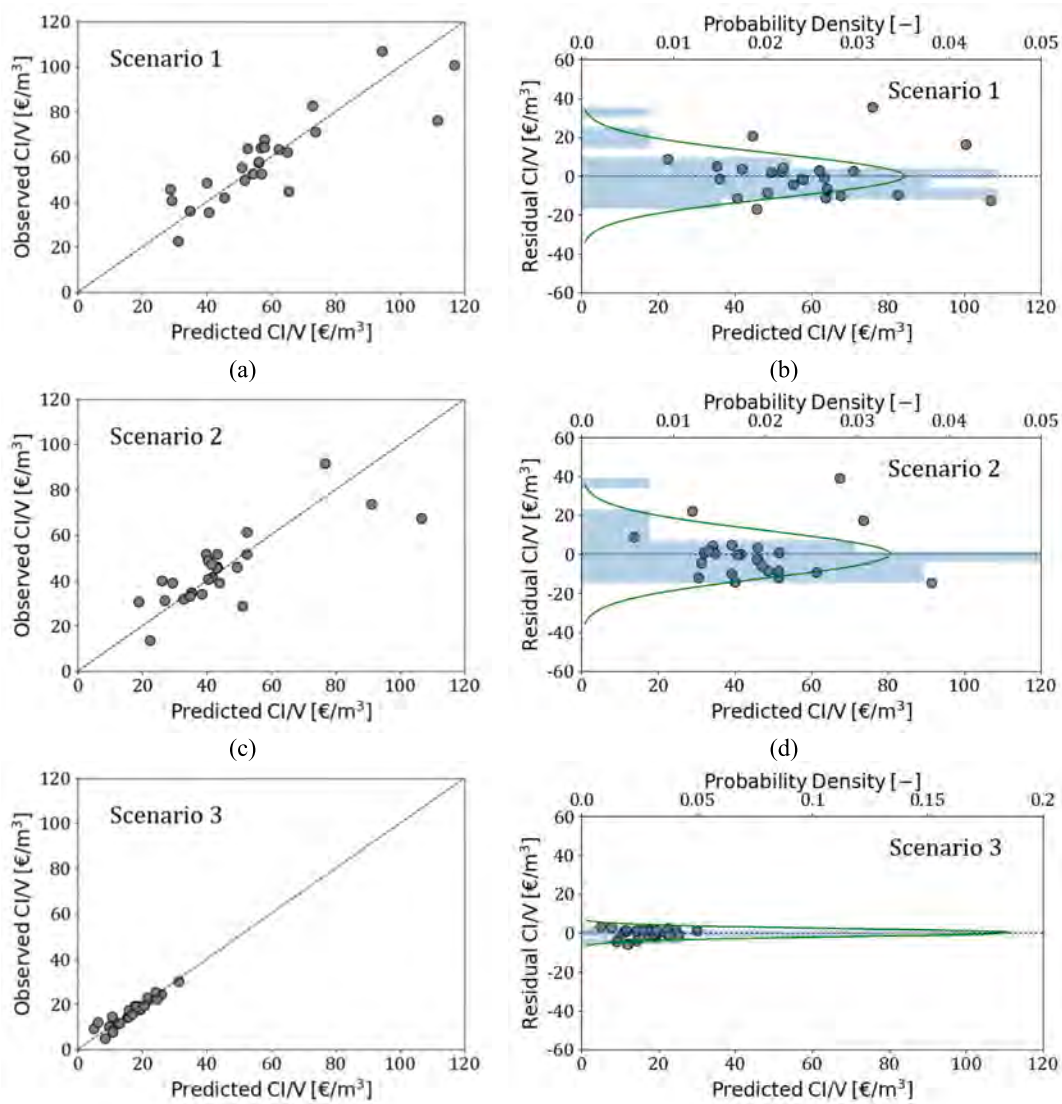 120
100
80
60
40
20
0
Observed CI/V [€/m³]
Scenario 1
0 20 40 60 80 100 120
Predicted CI/V [€/m³]
(a)
Probability Density [−]
0.0 0.01 0.02 0.03 0.04 0.05
60
40
20
0
-20
-40
-60
Residual CI/V [€/m³]
Scenario 1
0 20 40 60 80 100 120
Predicted CI/V [€/m³]
(b)
120
100
80
60
40
20
0
Observed CI/V [€/m³]
Scenario 2
0 20 40 60 80 100 120
Predicted CI/V [€/m³]
(c)
Probability Density [−]
0.0 0.01 0.02 0.03 0.04 0.05
60
40
20
0
-20
-40
-60
Residual CI/V [€/m³]
Scenario 2
0 20 40 60 80 100 120
Predicted CI/V [€/m³]
(d)
120
100
80
60
40
20
0
Observed CI/V [€/m³]
Scenario 3
0 20 40 60 80 100 120
Predicted CI/V [€/m³]
Probability Density [−]
0.0 0.05 0.1 0.15 0.2
60
40
20
0
-20
-40
-60
Residual CI/V [€/m³]
Scenario 3
0 20 40 60 80 100 120
Predicted CI/V [€/m³]